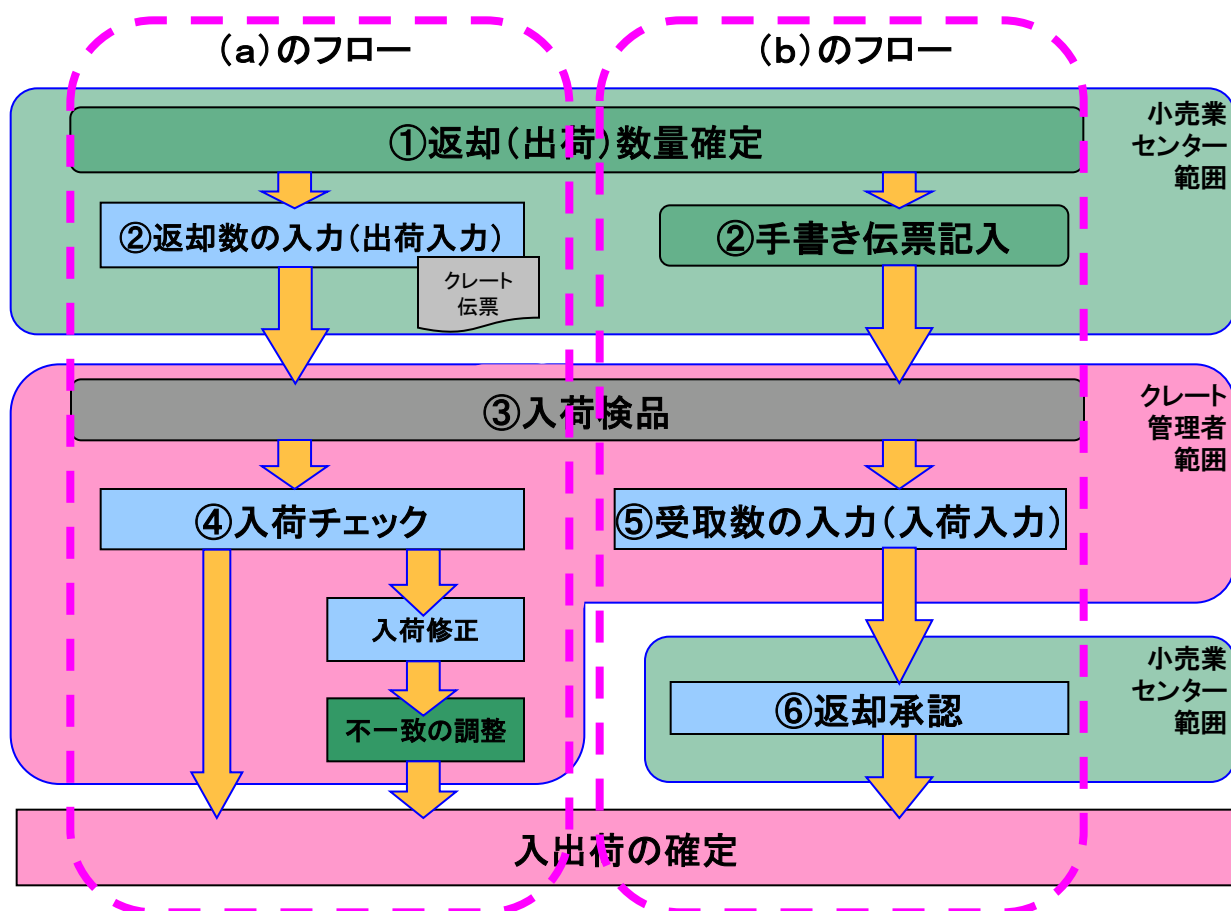 (a)のフロー
(b)のフロー
小売業
センター
範囲
①返却(出荷)数量確定
②返却数の入力(出荷入力)
②手書き伝票記入
クレート
伝票
クレート
管理者
範囲
③入荷検品
④入荷チェック
⑤受取数の入力(入荷入力)
入荷修正
小売業
センター
範囲
⑥返却承認
不一致の調整
入出荷の確定